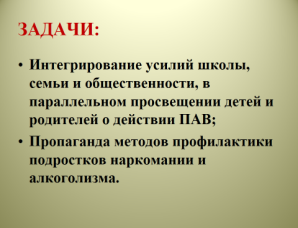 ЗАДАЧИ:
• Интегрирование усилий школы,
семьи и общественности, в
параллельном просвещении детей и
родителей о действии ПАВ;
• Пропаганда методов профилактики
подростков наркомании и
алкоголизма.